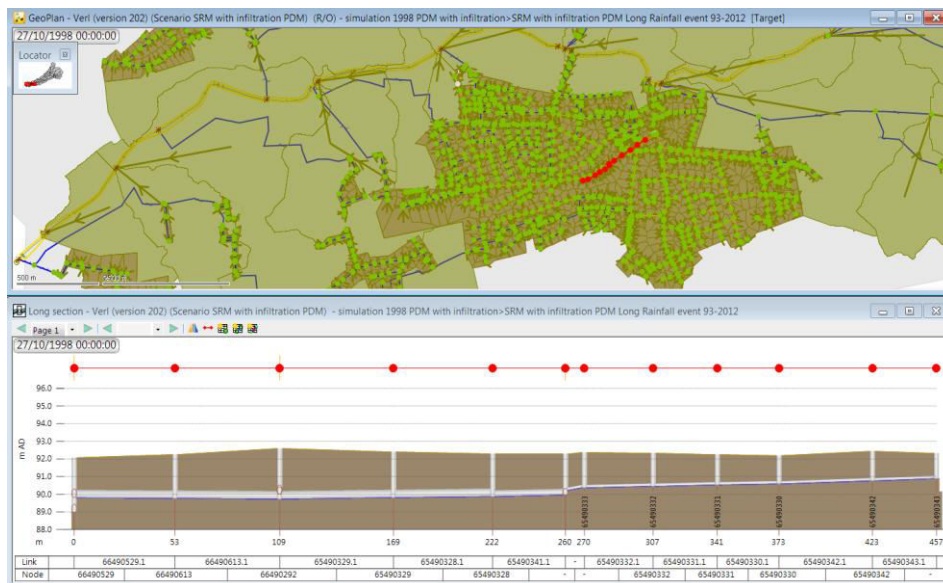 GeoPlan - Verl (version 202) (Scenario SRM with infiltration PDM) (R/O) - simulation 1998 PDM with infiltration>SRM with infiltration PDM Long Rainfall event 93-2012 [Target]
27/10/1998 00:00:00
Locator
500 m
Long section - Verl (version 202) (Scenario SRM with infiltration PDM) - simulation 1998 PDM with infiltration>SRM with infiltration PDM Long Rainfall event 93-2012
Page 1
27/10/1998 00:00:00
96.0
95.0
94.0
93.0
m AD
92.0
91.0
90.0
89.0
88.0
65490333
65490332
65490331
65490330
65490342
65490343
m 0 53 109 169 222 260 270 307 341 373 423 457
Link 66490529.1 66490613.1 66490329.1 65490328.1 65490341.1 - 65490332.1 65490331.1 65490330.1 65490342.1 65490343.1 -
Node 66490529 66490613 66490292 65490329 65490328 - - 65490332 65490331 65490330 65490342 -